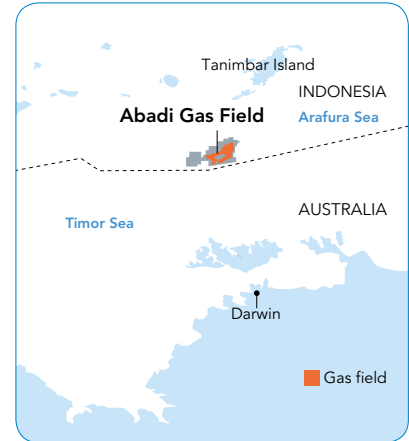 Tanimbar Island
INDONESIA
Abadi Gas Field
Arafura Sea
AUSTRALIA
Timor Sea
Darwin
Gas field